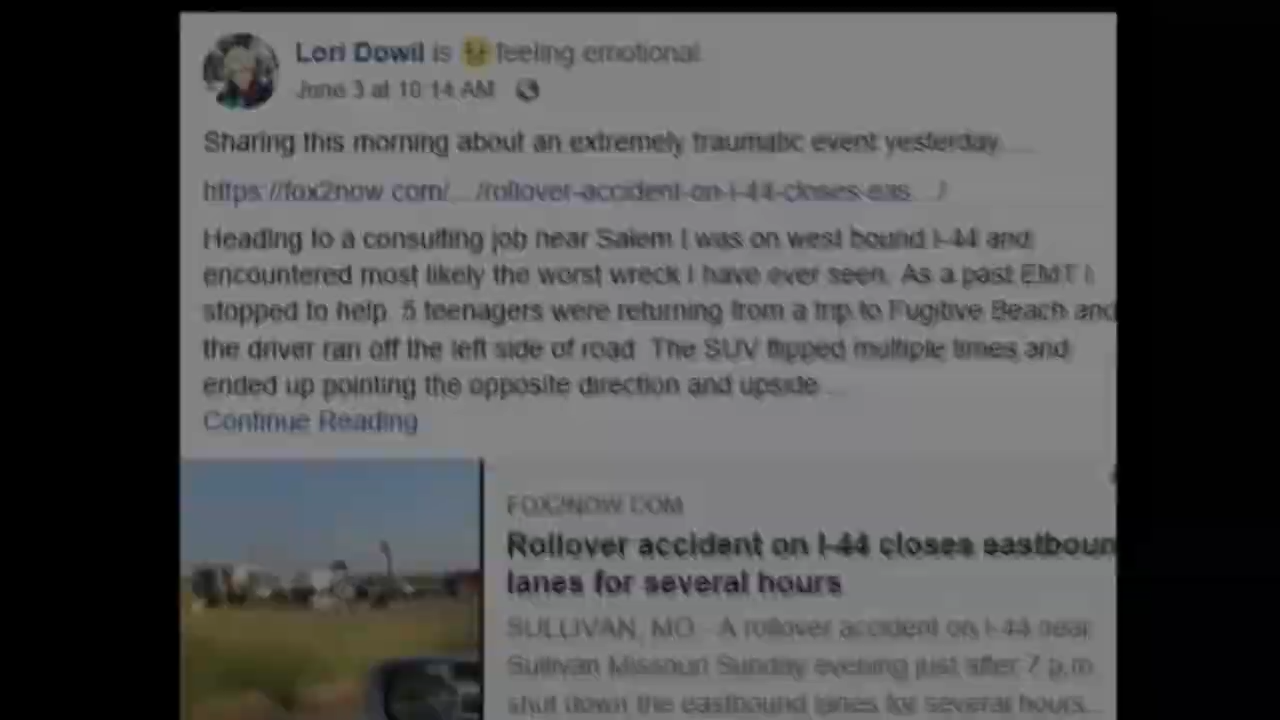 Lori Dowil is feeling emotional.
June 3 at 10:14 AM
Sharing this morning about an extremely traumatic event yesterday....
https://fox2now.com/.../rollover-accident-on-i-44-closes-eas.../
Heading to a consulting job near Salem I was on west bound I-44 and
encountered most likely the worst wreck I have ever seen. As a past EMT I
stopped to help. 5 teenagers were returning from a trip to Fugitive Beach and
the driver ran off the left side of road. The SUV flipped multiple times and
ended up pointing the opposite direction and upside...
Continue Reading
FOX2NOW.COM
Rollover accident on I-44 closes eastboun
lanes for several hours
SULLIVAN, MO - A rollover accident on I-44 near
Sullivan Missouri Sunday evening just after 7 p.m.
shut down the eastbound lanes for several hours...